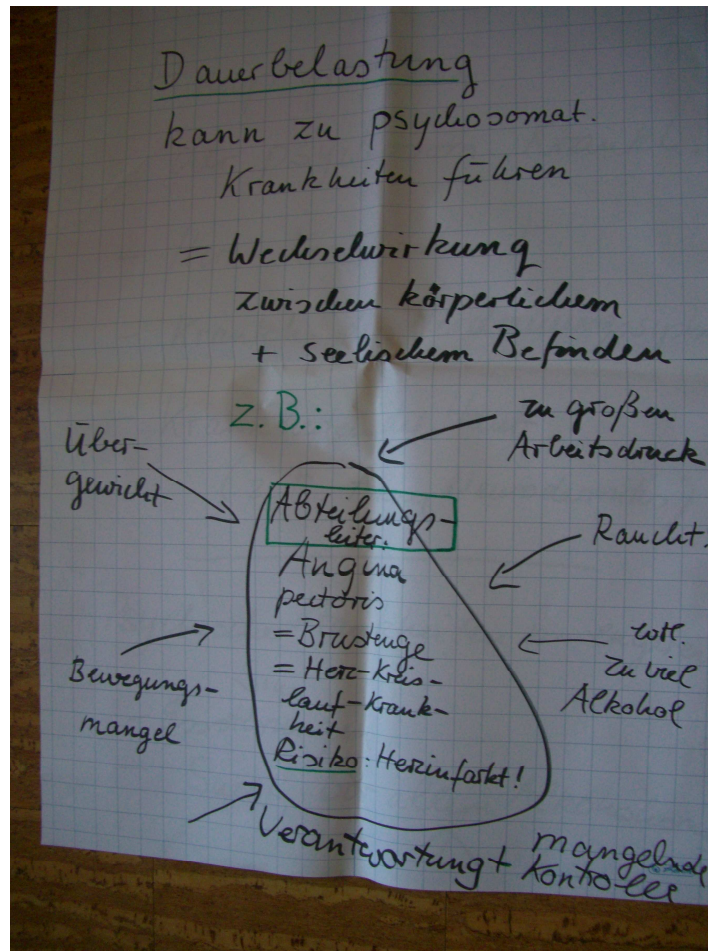 Dauerbelastung
kann zu psychosomat.
Krankheiten führen
= Wechselwirkung
zwischen körperlichem
+ seelischem Befinden
z. B.:
zu großen
Arbeitsdruck
Über-
gewicht
Abteilungs-
leiter:
Angina
pectoris
= Brustenge
= Herz-Kreis-
lauf-Krank-
heit
Risiko: Herzinfarkt!
Raucht.
zu viel
Alkohol
Bewegungs-
mangel
Verantwortung + mangelnde
Kontrolle